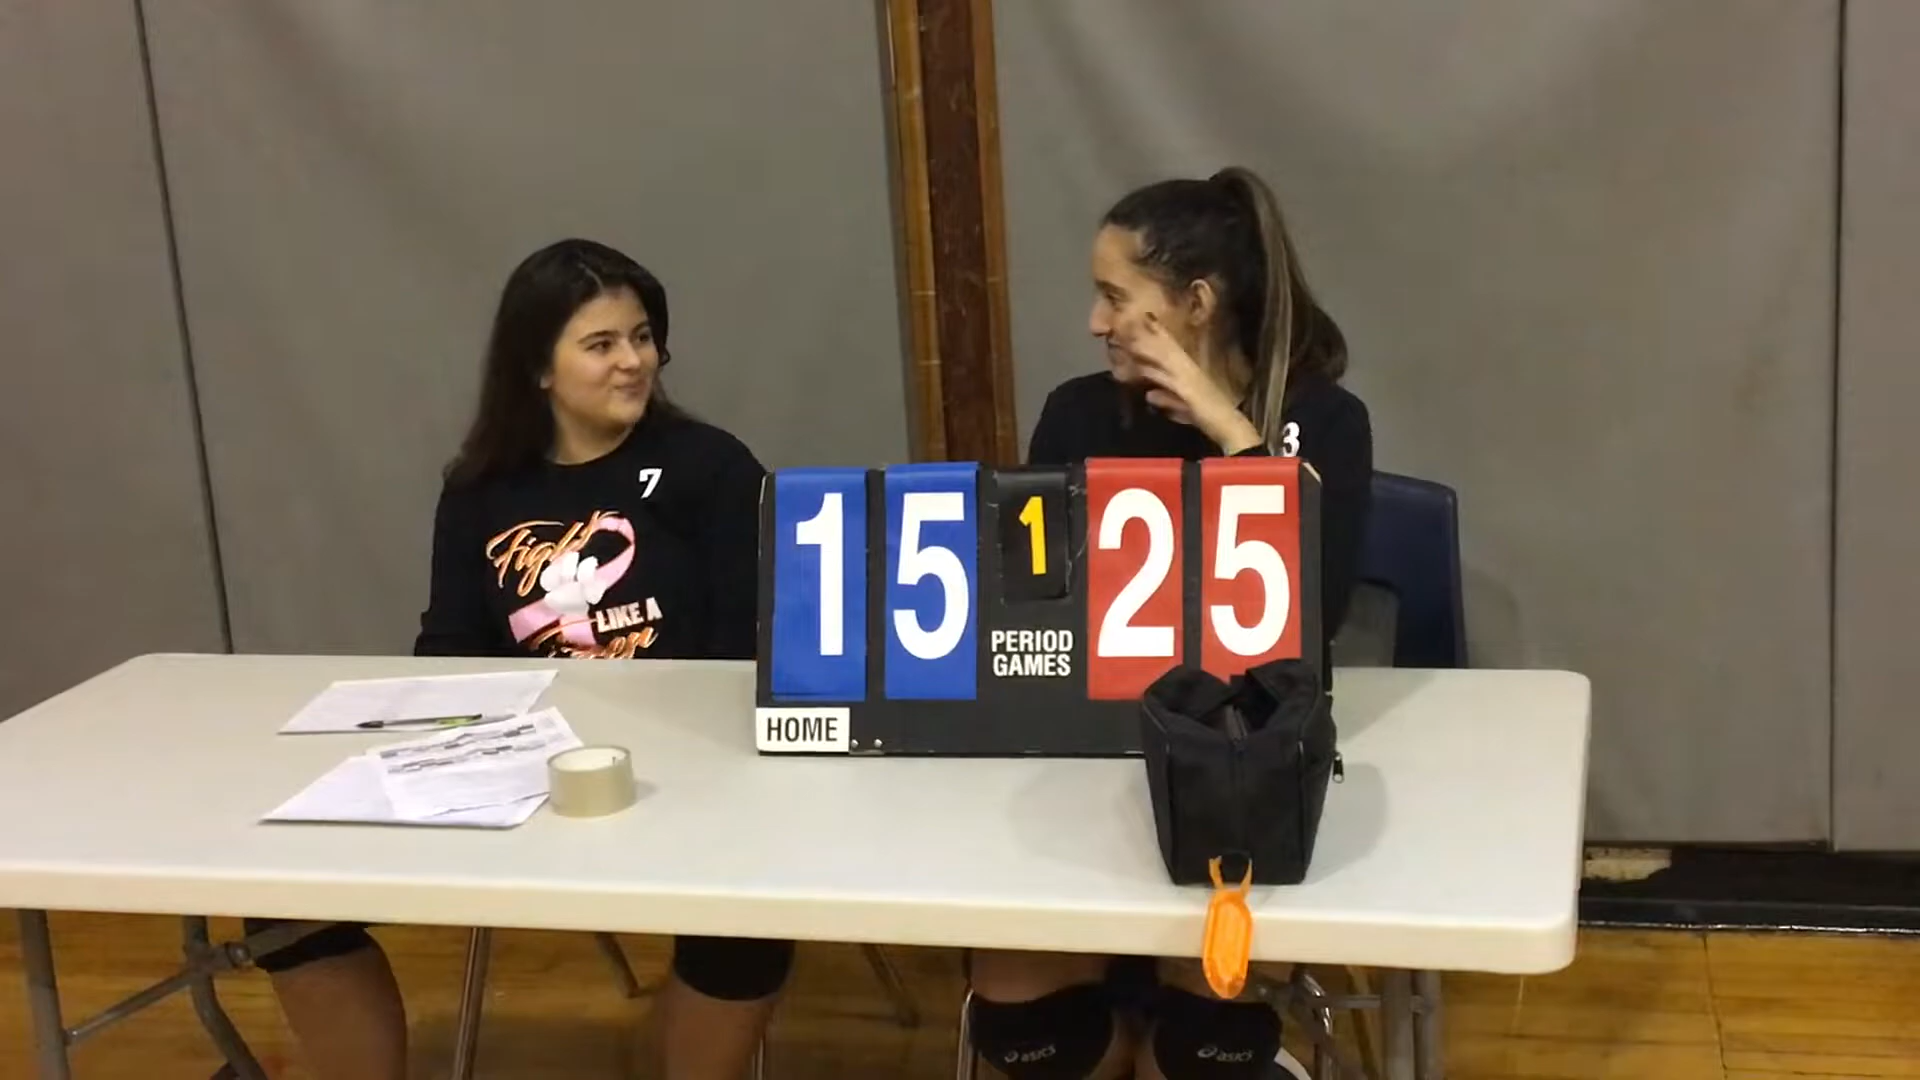 7
Fight
LIKE A
3
15 1 25
PERIOD
GAMES
HOME
asics asics